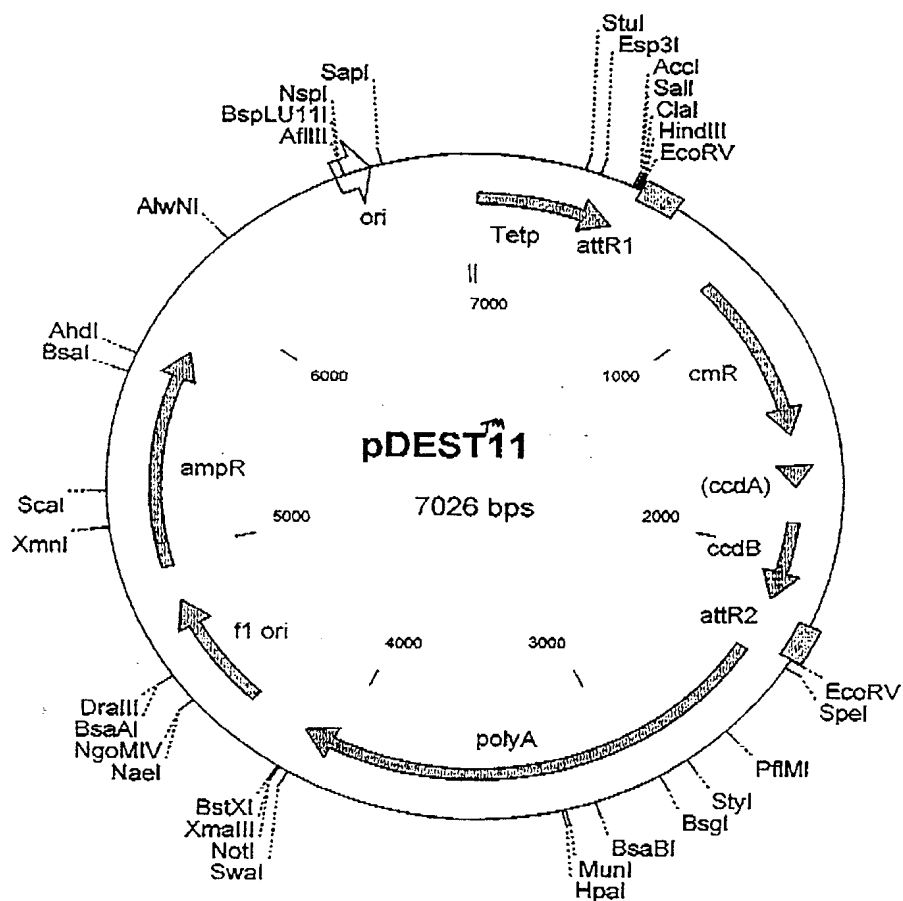 StuI
Esp3I
AccI
SalI
ClaI
HindIII
EcoRV
SapI
NspI
BspLU11I
AflIII
ori
Tetp
attR1
AlwNI
7000
AhdI
BsaI
6000
1000
cmR
pDEST™11
7026 bps
ampR
(ccdA)
ScaI
XmnI
5000
2000
ccdB
attR2
f1 ori
4000
3000
EcoRV
SpeI
DraIII
BsaAI
NgoMIV
NaeI
polyA
PflMI
StyI
BsgI
BstXI
XmaIII
NotI
SwaI
BsaBI
MunI
HpaI